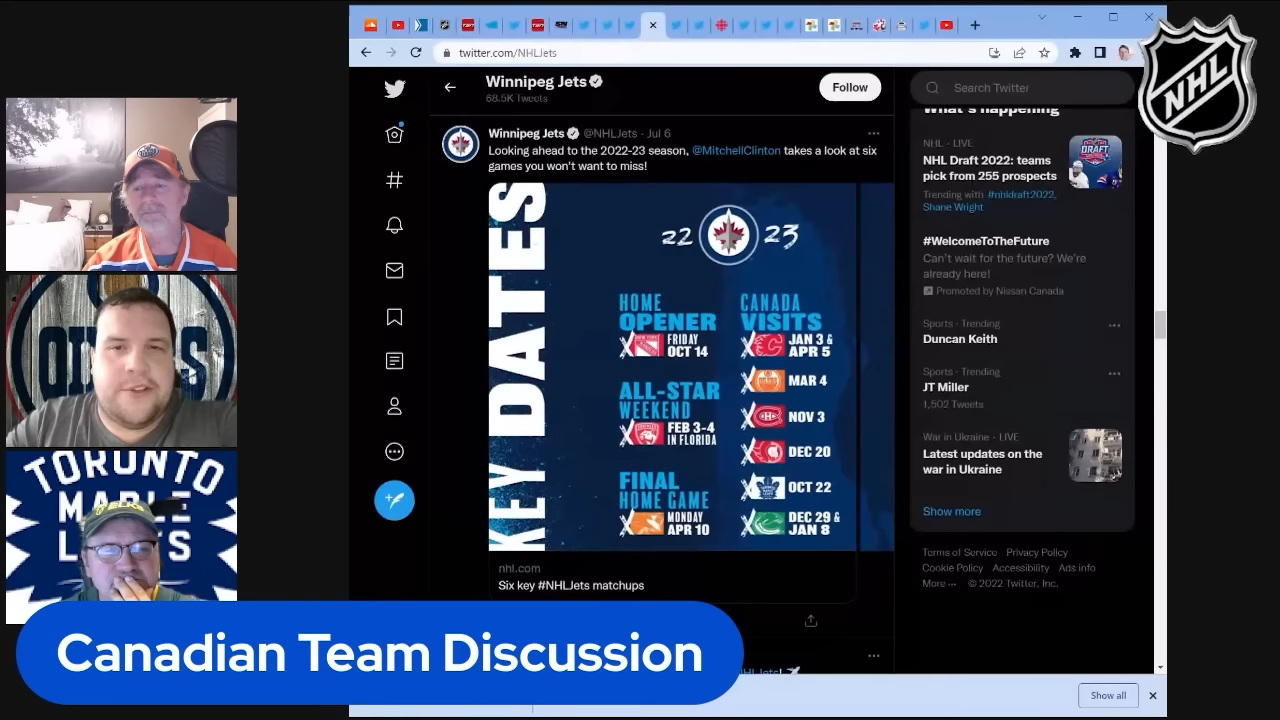 twitter.com/NHLJets
NHL
Winnipeg Jets
68.5K Tweets
Follow
Search Twitter
What's happening
Winnipeg Jets @NHLJets · Jul 6
Looking ahead to the 2022-23 season, @MitchellClinton takes a look at six
games you won't want to miss!
KEY DATES
22 23
HOME
OPENER
FRIDAY
OCT 14
ALL-STAR
WEEKEND
FEB 3-4
IN FLORIDA
FINAL
HOME GAME
MONDAY
APR 10
CANADA
VISITS
JAN 3 &
APR 5
MAR 4
NOV 3
DEC 20
OCT 22
DEC 29 &
JAN 8
nhl.com
Six key #NHLJets matchups
NHL · LIVE
NHL Draft 2022: teams
pick from 255 prospects
Trending with #nhldraft2022,
Shane Wright
DRAFT
#WelcomeToTheFuture
Can't wait for the future? We're
already here!
Promoted by Nissan Canada
Sports · Trending
Duncan Keith
Sports · Trending
JT Miller
1,502 Tweets
War in Ukraine · LIVE
Latest updates on the
war in Ukraine
Show more
Terms of Service Privacy Policy
Cookie Policy Accessibility Ads info
More ··· © 2022 Twitter, Inc.
Show all
OILERS
TORONTO
MAPLE
LEAFS
ELKS
Canadian Team Discussion